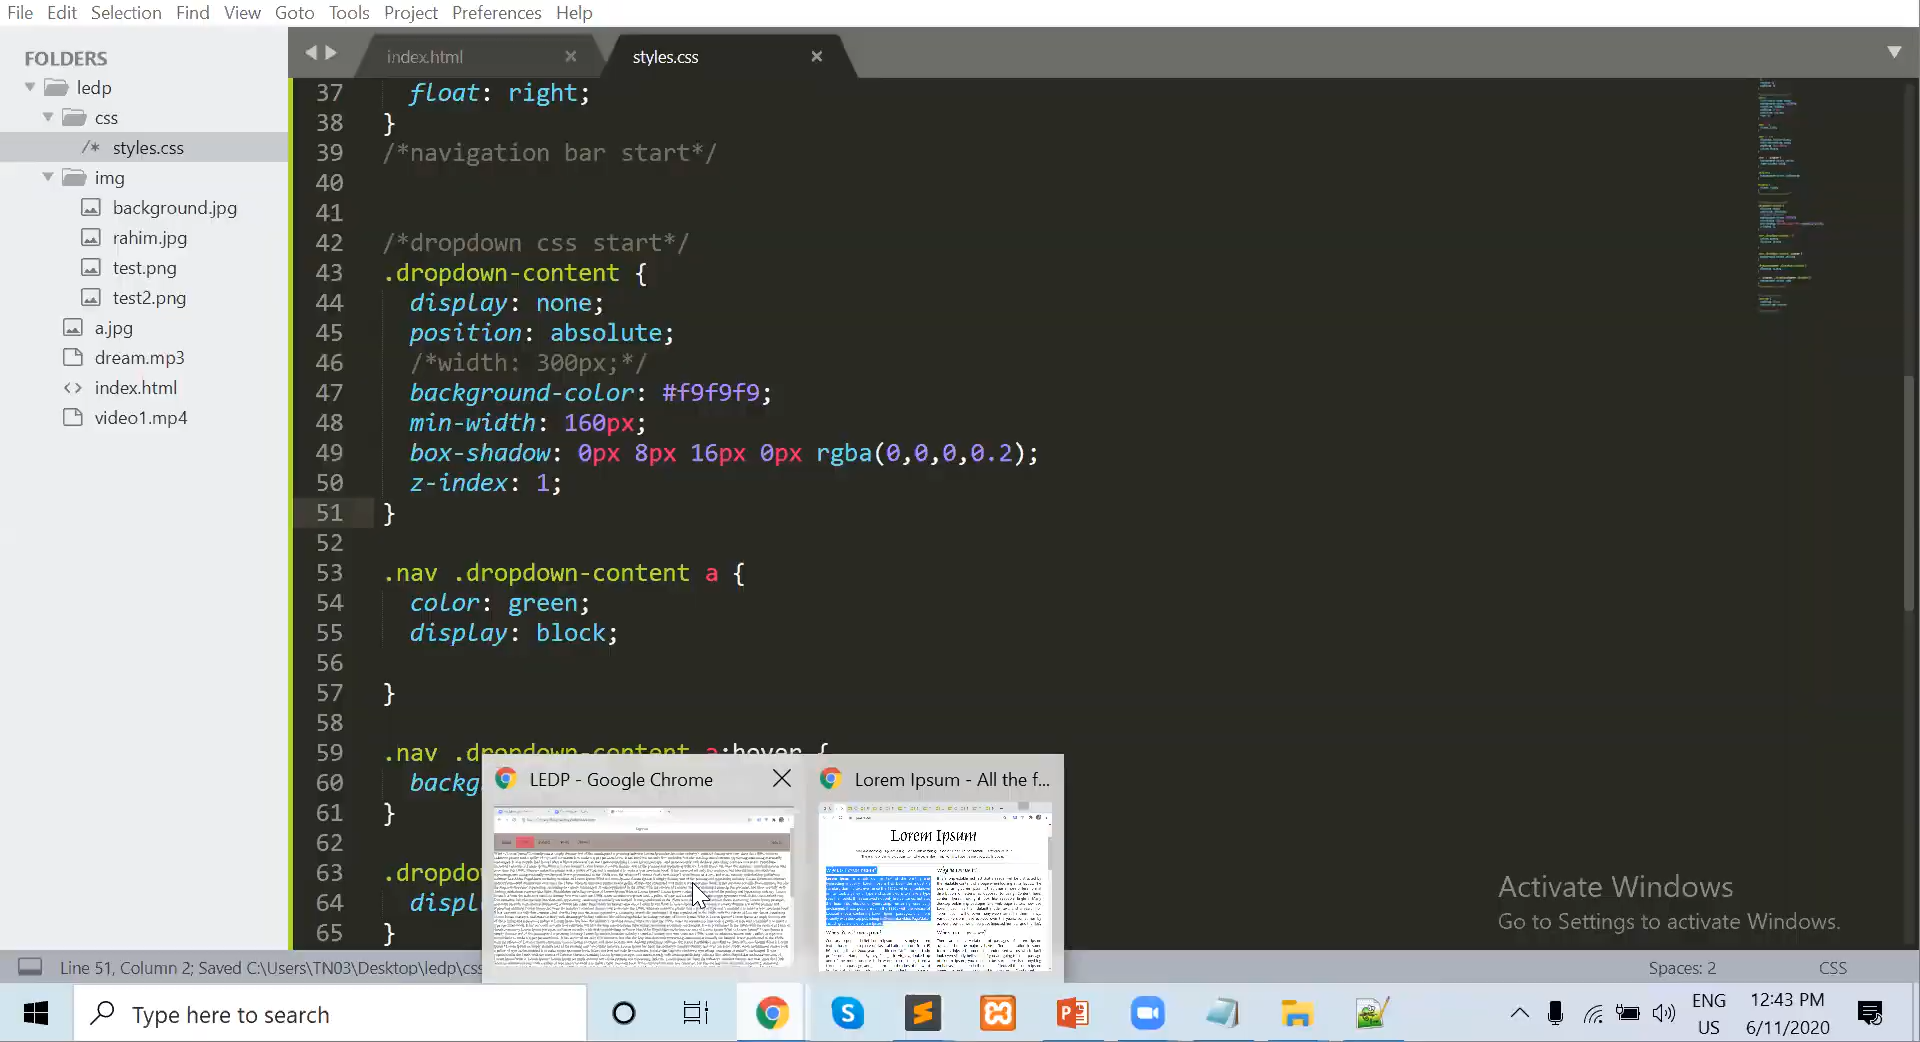 File Edit Selection Find View Goto Tools Project Preferences Help
FOLDERS
ledp
css
/* styles.css
img
background.jpg
rahim.jpg
test.png
test2.png
a.jpg
dream.mp3
<> index.html
video1.mp4
index.html
styles.css
37 float: right;
38 }
39 /*navigation bar start*/
40
41
42 /*dropdown css start*/
43 .dropdown-content {
44 display: none;
45 position: absolute;
46 /*width: 300px;*/
47 background-color: #f9f9f9;
48 min-width: 160px;
49 box-shadow: 0px 8px 16px 0px rgba(0,0,0,0.2);
50 z-index: 1;
51 }
52
53 .nav .dropdown-content a {
54 color: green;
55 display: block;
56
57 }
58
59 .nav .dropdown-content a:hover {
60 backg
61 }
62
63 .dropdo
64 displ
65 }
LEDP - Google Chrome
Lorem Ipsum - All the f...
Lorem Ipsum
Activate Windows
Go to Settings to activate Windows.
Line 51, Column 2; Saved C:\Users\TN03\Desktop\ledp\css
Spaces: 2
CSS
Type here to search
ENG
US
12:43 PM
6/11/2020